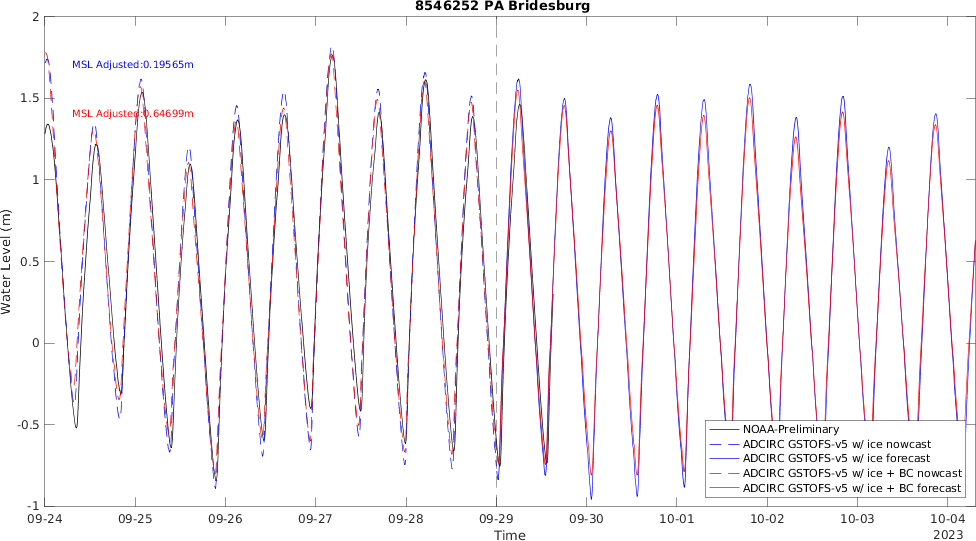 8546252 PA Bridesburg
2
1.5
1
0.5
0
-0.5
-1
Water Level (m)
MSL Adjusted:0.19565m
MSL Adjusted:0.64699m
NOAA-Preliminary
ADCIRC GSTOFS-v5 w/ ice nowcast
ADCIRC GSTOFS-v5 w/ ice forecast
ADCIRC GSTOFS-v5 w/ ice + BC nowcast
ADCIRC GSTOFS-v5 w/ ice + BC forecast
09-24 09-25 09-26 09-27 09-28 09-29 09-30 10-01 10-02 10-03 10-04
Time
2023